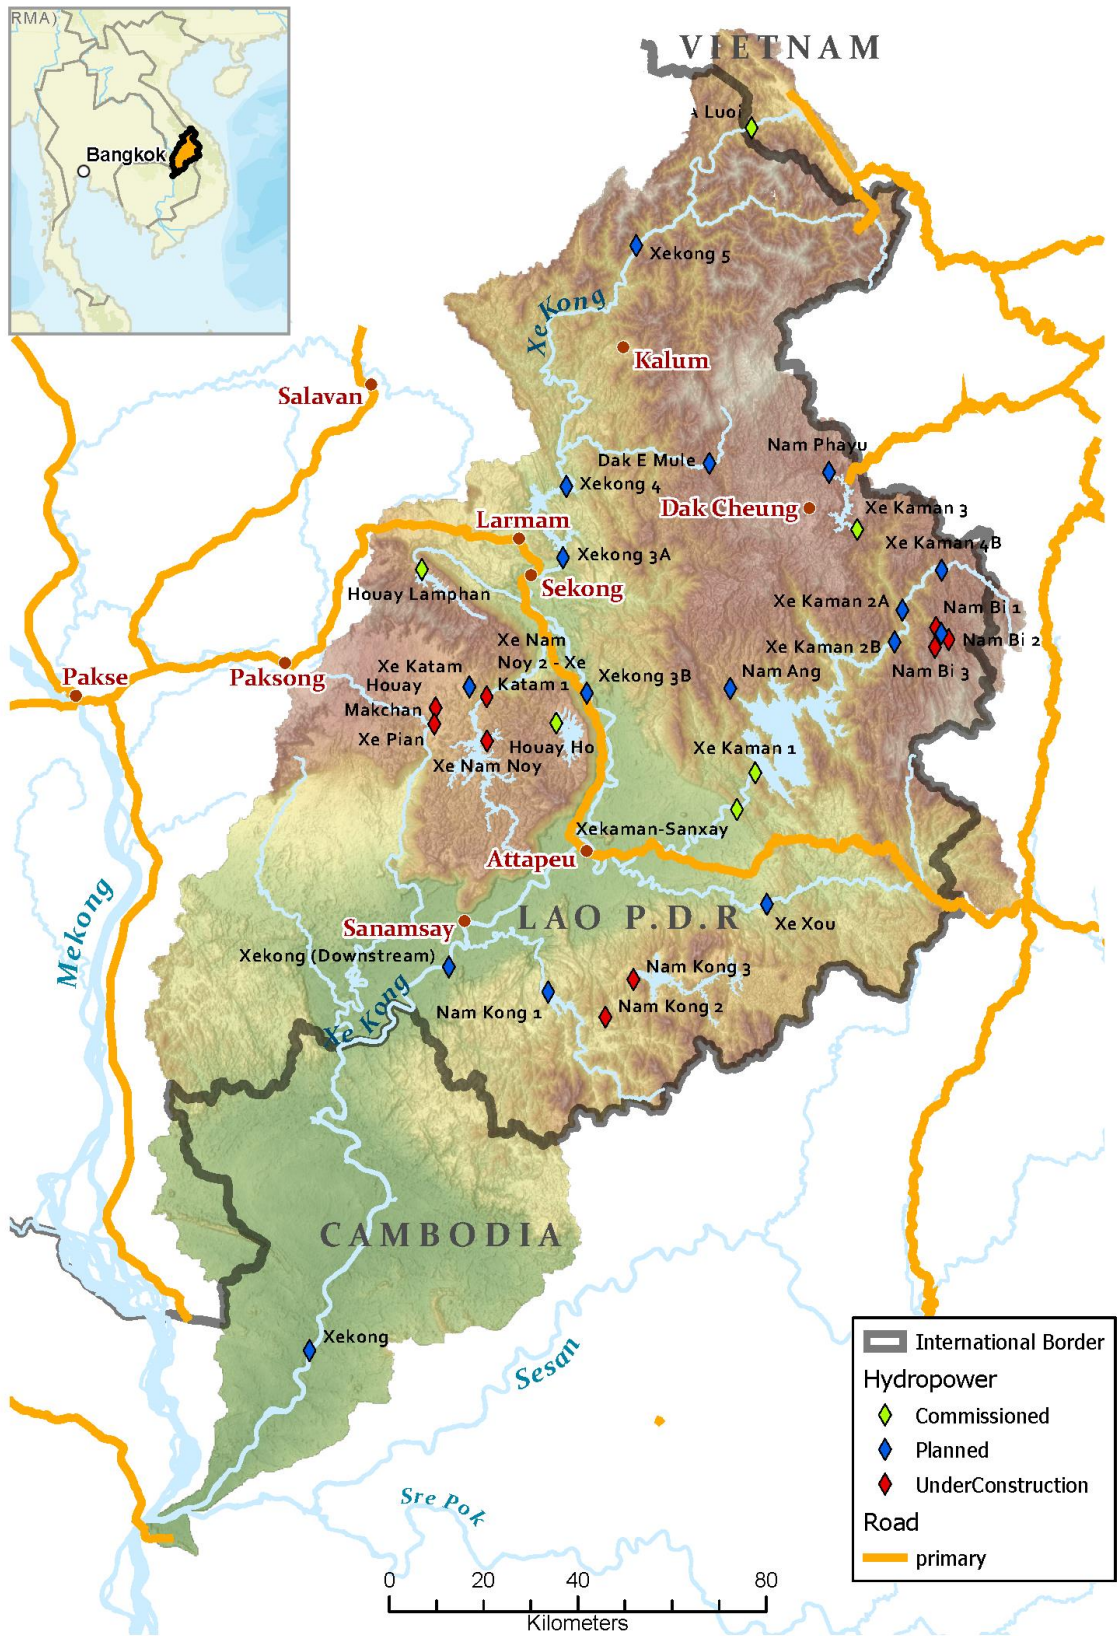 RMA)
Bangkok
VIETNAM
A Luoi
Xekong 5
Xe Kong
Kalum
Salavan
Nam Phayu
Dak E Mule
Xekong 4
Dak Cheung
Xe Kaman 3
Larmam
Xe Kaman 4B
Xekong 3A
Sekong
Houay Lamphan
Xe Kaman 2A
Nam Bi 1
Xe Nam
Noy 2 - Xe
Katam 1
Xe Kaman 2B
Nam Bi 2
Nam Bi 3
Pakse
Paksong
Xe Katam
Houay
Makchan
Xekong 3B
Nam Ang
Xe Pian
Houay Ho
Xe Nam Noy
Xe Kaman 1
Xekaman-Sanxay
Attapeu
Mekong
LAO P.D.R
Sanamsay
Xe Xou
Xekong (Downstream)
Nam Kong 3
Xe Kong
Nam Kong 1
Nam Kong 2
CAMBODIA
Xekong
Sesan
Sre Pok
International Border
Hydropower
Commissioned
Planned
UnderConstruction
Road
primary
0 20 40 80
Kilometers